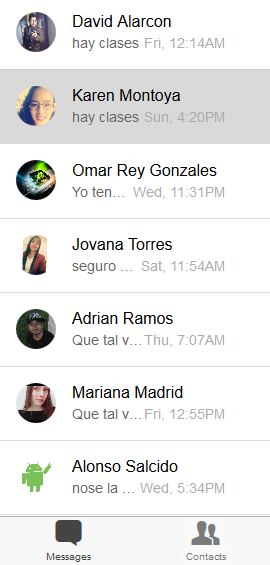 David Alarcon
hay clases Fri, 12:14AM
Karen Montoya
hay clases Sun, 4:20PM
Omar Rey Gonzales
Yo ten... Wed, 11:31PM
Jovana Torres
seguro ... Sat, 11:54AM
Adrian Ramos
Que tal v... Thu, 7:07AM
Mariana Madrid
Que tal v... Fri, 12:55PM
Alonso Salcido
nose la ... Wed, 5:34PM
Messages Contacts